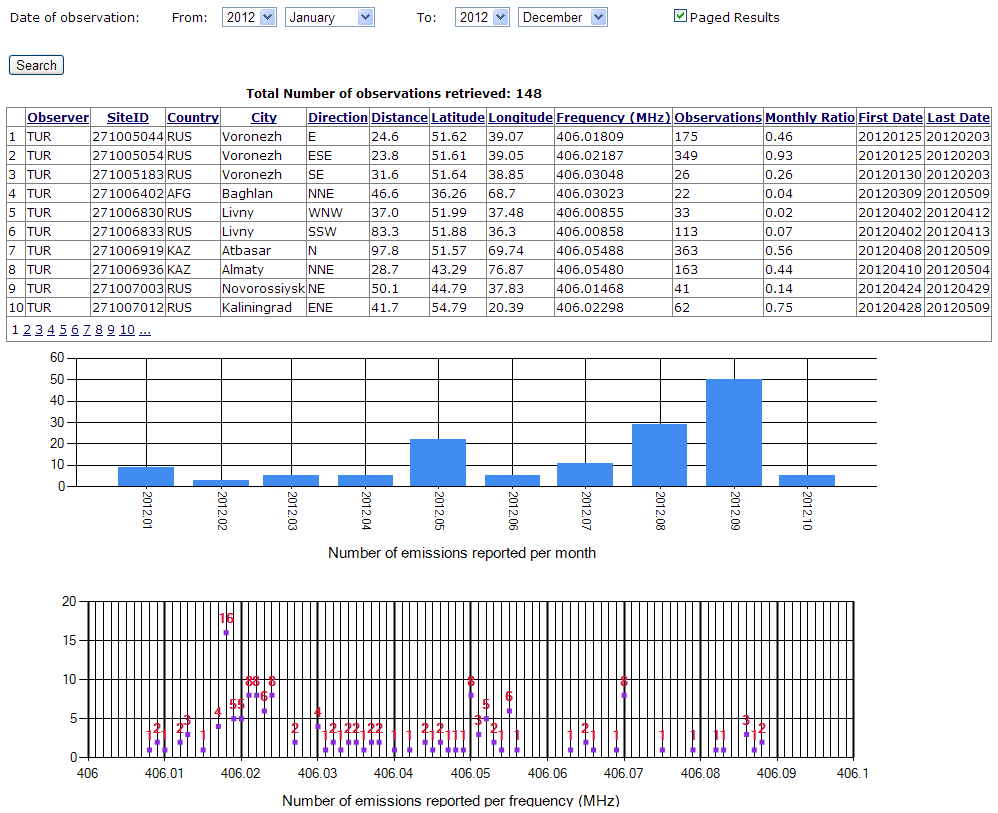 Date of observation: From: 2012 January To: 2012 December Paged Results
Search
Total Number of observations retrieved: 148
Observer SiteID Country City Direction Distance Latitude Longitude Frequency (MHz) Observations Monthly Ratio First Date Last Date
1 TUR 271005044 RUS Voronezh E 24.6 51.62 39.07 406.01809 175 0.46 20120125 20120203
2 TUR 271005054 RUS Voronezh ESE 23.8 51.61 39.05 406.02187 349 0.93 20120125 20120203
3 TUR 271005183 RUS Voronezh SE 31.6 51.64 38.85 406.03048 26 0.26 20120130 20120203
4 TUR 271006402 AFG Baghlan NNE 46.6 36.26 68.7 406.03023 22 0.04 20120309 20120509
5 TUR 271006830 RUS Livny WNW 37.0 51.99 37.48 406.00855 33 0.02 20120402 20120412
6 TUR 271006833 RUS Livny SSW 83.3 51.88 36.3 406.00858 113 0.07 20120402 20120413
7 TUR 271006919 KAZ Atbasar N 97.8 51.57 69.74 406.05488 363 0.56 20120408 20120509
8 TUR 271006936 KAZ Almaty NNE 28.7 43.29 76.87 406.05480 163 0.44 20120410 20120504
9 TUR 271007003 RUS Novorossiysk NE 50.1 44.79 37.83 406.01468 41 0.14 20120424 20120429
10 TUR 271007012 RUS Kaliningrad ENE 41.7 54.79 20.39 406.02298 62 0.75 20120428 20120509
1 2 3 4 5 6 7 8 9 10 ...
60
50
40
30
20
10
0
2012.01 2012.02 2012.03 2012.04 2012.05 2012.06 2012.07 2012.08 2012.09 2012.10
Number of emissions reported per month
20
15
10
5
0
1 2 1 2 3 1 4 16 5 5 8 8 6 8 2 4 1 2 1 2 2 1 2 2 1 1 2 1 2 1 1 1 8 3 5 2 1 6 1 1 2 1 1 8 1 1 1 1 3 1 2
406 406.01 406.02 406.03 406.04 406.05 406.06 406.07 406.08 406.09 406.1
Number of emissions reported per frequency (MHz)